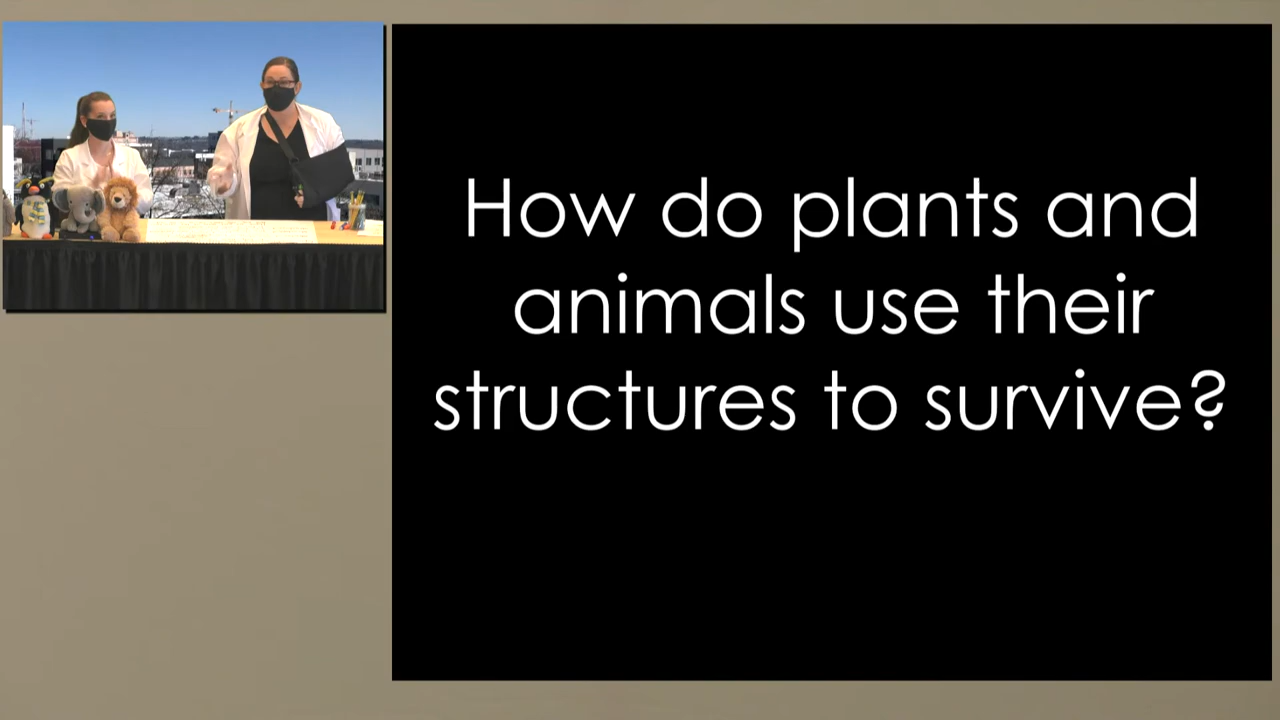 How do plants and
animals use their
structures to survive?